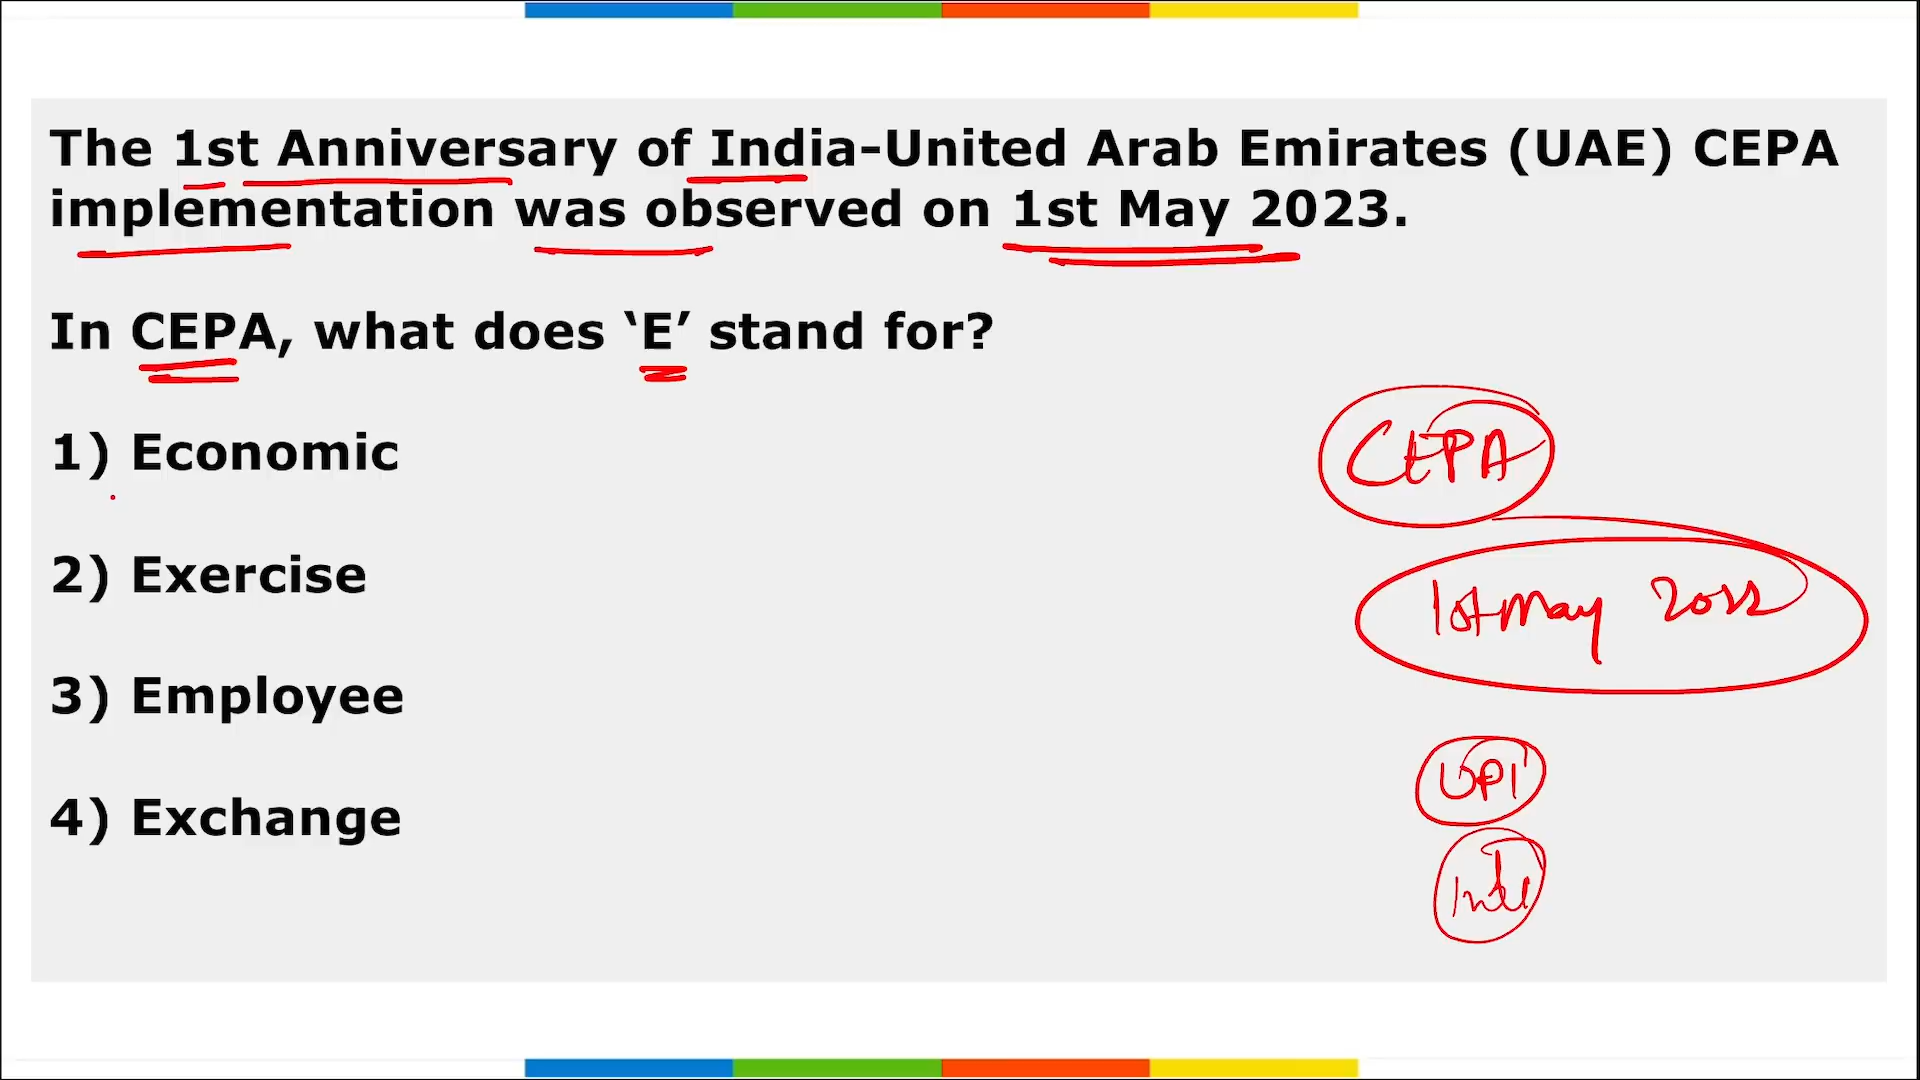 The 1st Anniversary of India-United Arab Emirates (UAE) CEPA
implementation was observed on 1st May 2023.
In CEPA, what does ‘E’ stand for?
1) Economic
2) Exercise
3) Employee
4) Exchange
CEPA
1st May 2022
UPI